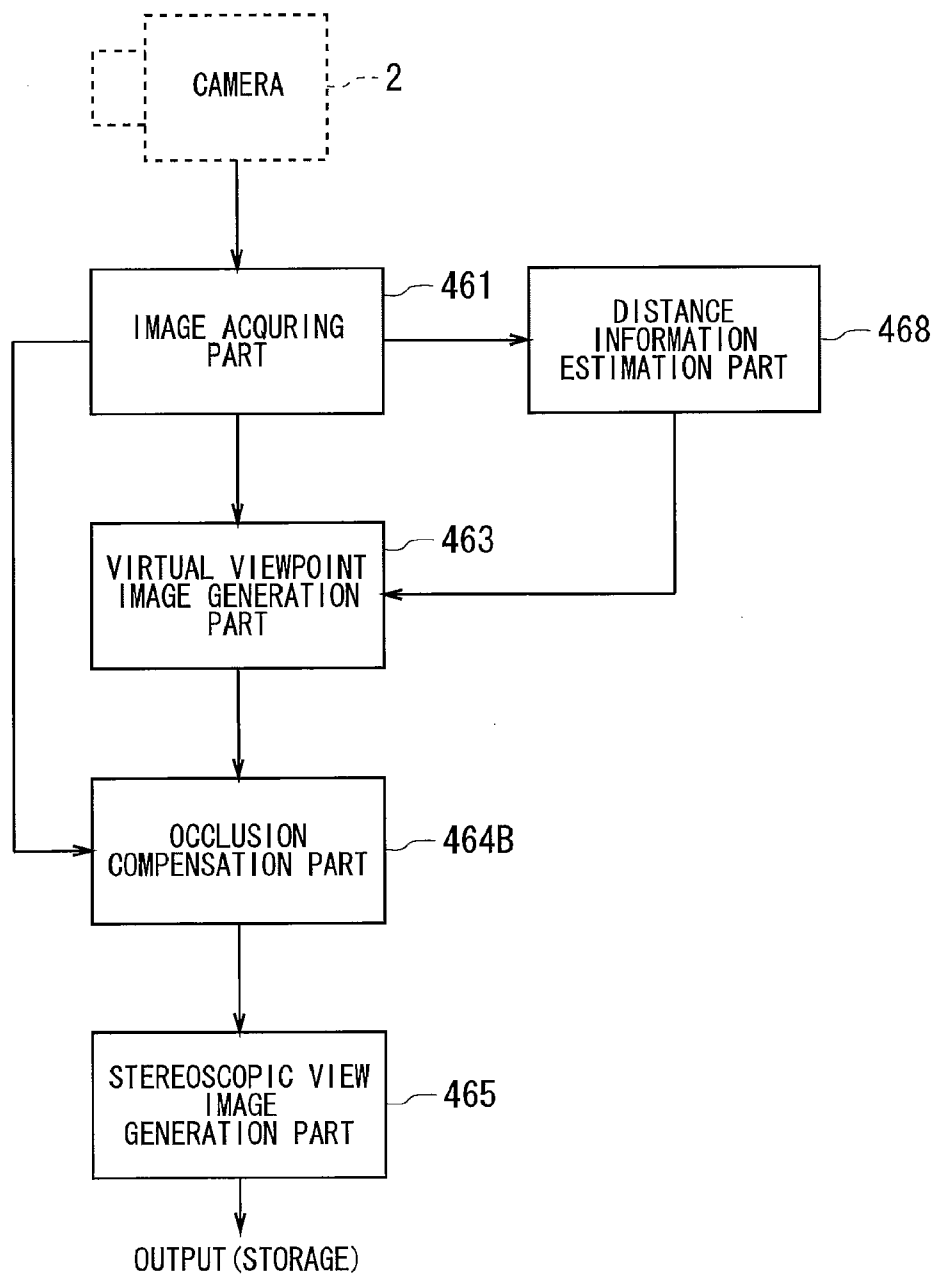 CAMERA
2
IMAGE ACQURING
PART
461
DISTANCE
INFORMATION
ESTIMATION PART
468
VIRTUAL VIEWPOINT
IMAGE GENERATION
PART
463
OCCLUSION
COMPENSATION PART
464B
STEREOSCOPIC VIEW
IMAGE
GENERATION PART
465
OUTPUT(STORAGE)